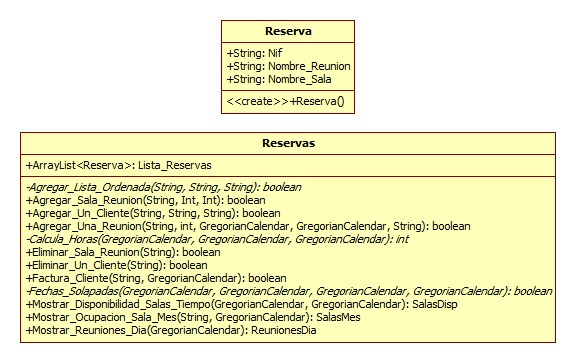 Reserva
+String: Nif
+String: Nombre_Reunion
+String: Nombre_Sala
<<create>>+Reserva()
Reservas
+ArrayList<Reserva>: Lista_Reservas
-Agregar_Lista_Ordenada(String, String, String): boolean
+Agregar_Sala_Reunion(String, Int, Int): boolean
+Agregar_Un_Cliente(String, String, String): boolean
+Agregar_Una_Reunion(String, int, GregorianCalendar, GregorianCalendar, String): boolean
-Calcula_Horas(GregorianCalendar, GregorianCalendar, GregorianCalendar): int
+Eliminar_Sala_Reunion(String): boolean
+Eliminar_Un_Cliente(String): boolean
+Factura_Cliente(String, GregorianCalendar): boolean
-Fechas_Solapadas(GregorianCalendar, GregorianCalendar, GregorianCalendar, GregorianCalendar): boolean
+Mostrar_Disponibilidad_Salas_Tiempo(GregorianCalendar, GregorianCalendar): SalasDisp
+Mostrar_Ocupacion_Sala_Mes(String, GregorianCalendar): SalasMes
+Mostrar_Reuniones_Dia(GregorianCalendar): ReunionesDia